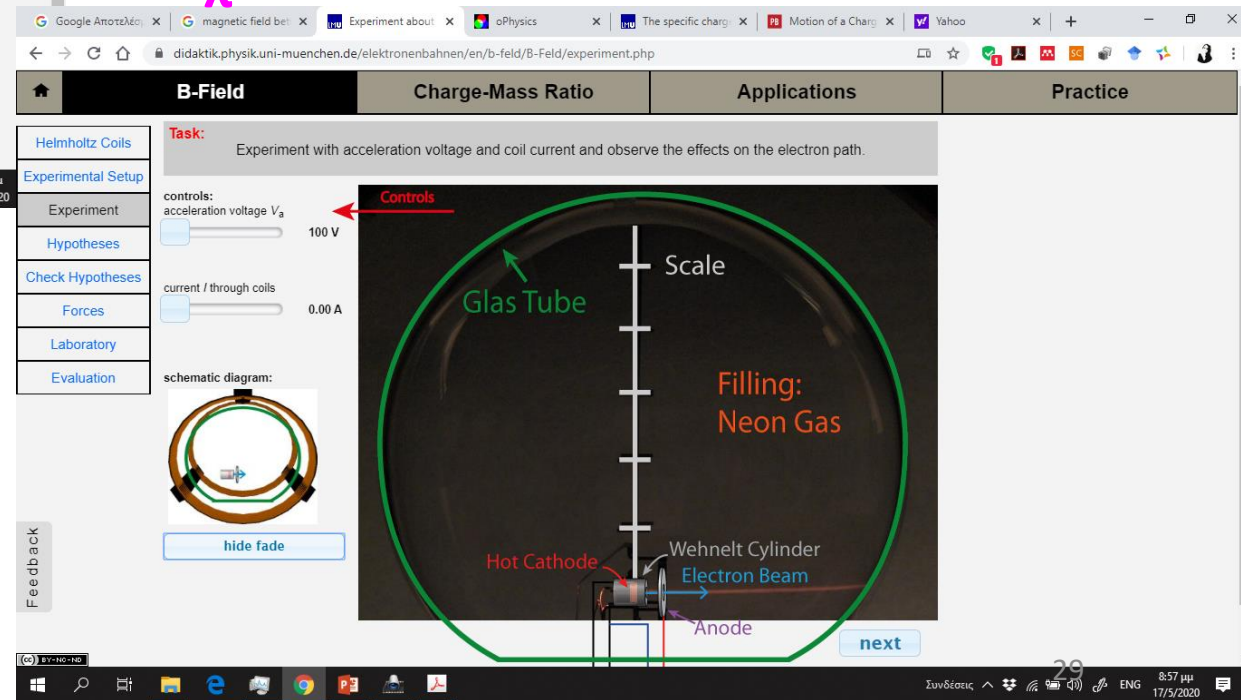 Google Αποτελέσ
magnetic field bet
Experiment about
oPhysics
The specific charg
Motion of a Charg
Yahoo
didaktik.physik.uni-muenchen.de/elektronenbahnen/en/b-feld/B-Feld/experiment.php
B-Field
Charge-Mass Ratio
Applications
Practice
Helmholtz Coils
Experimental Setup
Experiment
Hypotheses
Check Hypotheses
Forces
Laboratory
Evaluation
Task:
Experiment with acceleration voltage and coil current and observe the effects on the electron path.
controls:
acceleration voltage Va
100 V
current I through coils
0.00 A
schematic diagram:
hide fade
Controls
Scale
Glas Tube
Filling:
Neon Gas
Wehnelt Cylinder
Hot Cathode
Electron Beam
Anode
next
Feedback
(cc) BY-NC-ND
29
Συνδέσεις
ENG
8:57 μμ
17/5/2020